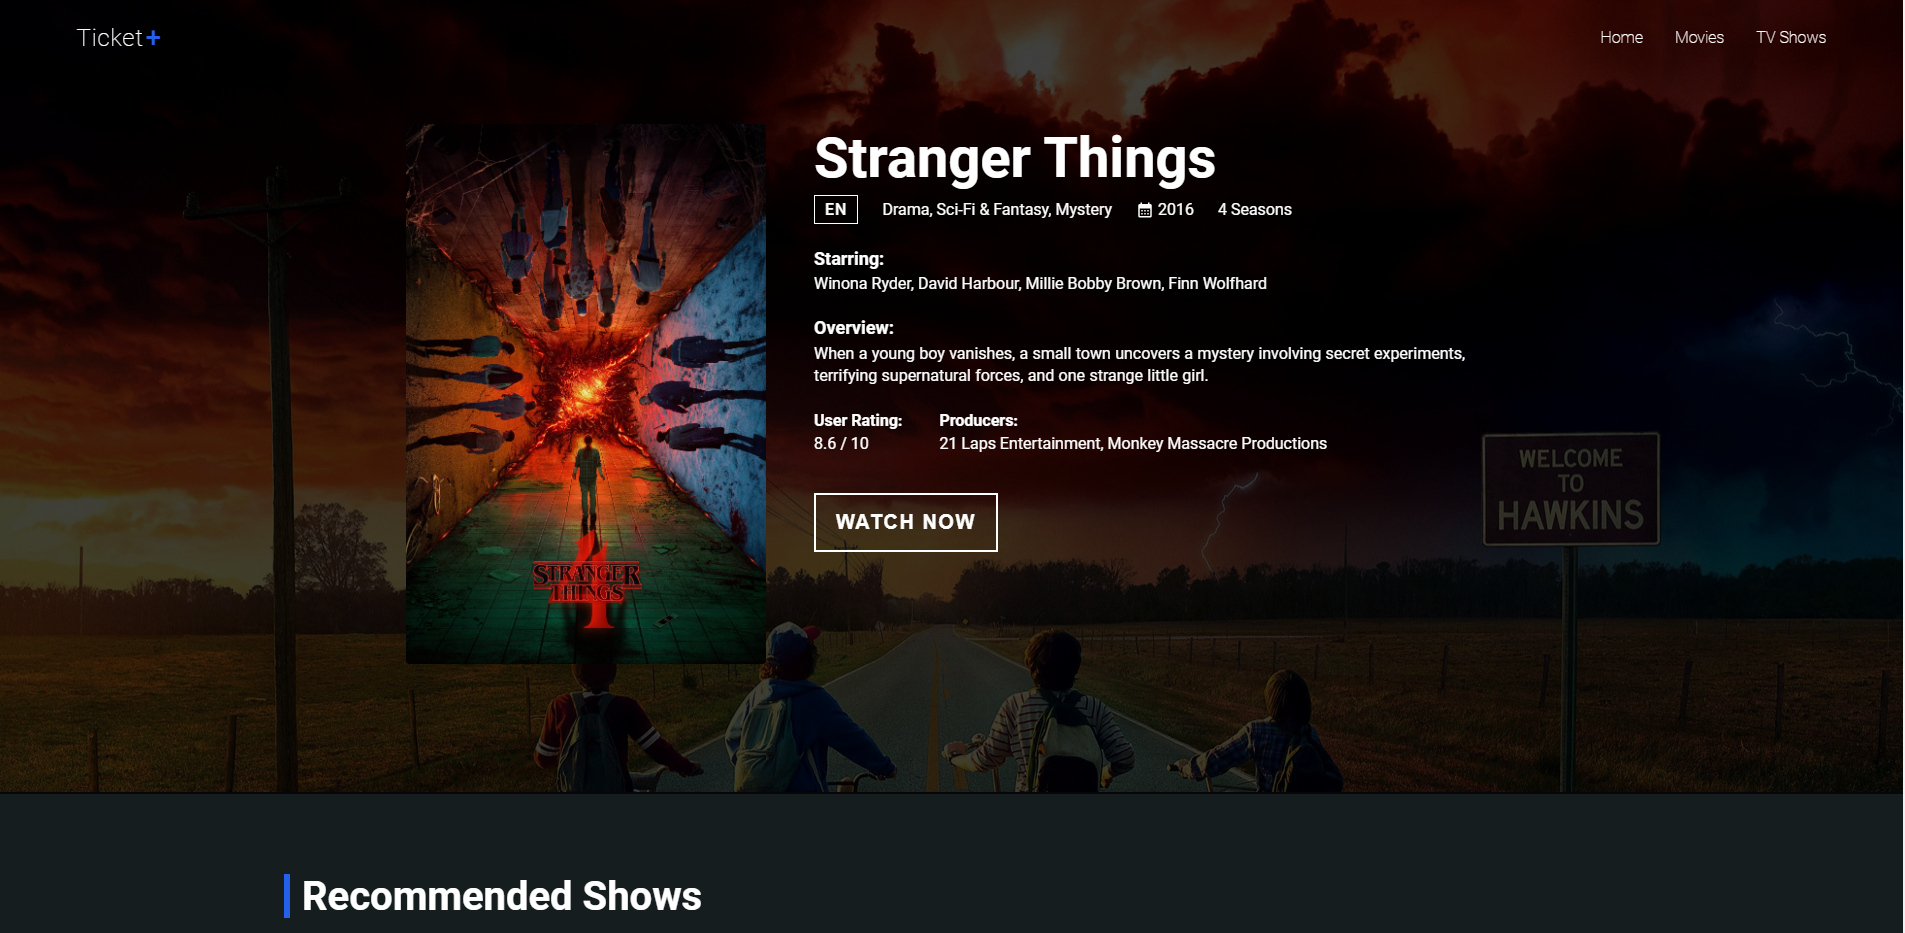 Ticket+
Home Movies TV Shows
Stranger Things
EN Drama, Sci-Fi & Fantasy, Mystery 2016 4 Seasons
Starring:
Winona Ryder, David Harbour, Millie Bobby Brown, Finn Wolfhard
Overview:
When a young boy vanishes, a small town uncovers a mystery involving secret experiments,
terrifying supernatural forces, and one strange little girl.
User Rating: Producers:
8.6 / 10 21 Laps Entertainment, Monkey Massacre Productions
WATCH NOW
STRANGER
THINGS
4
WELCOME
TO
HAWKINS
Recommended Shows